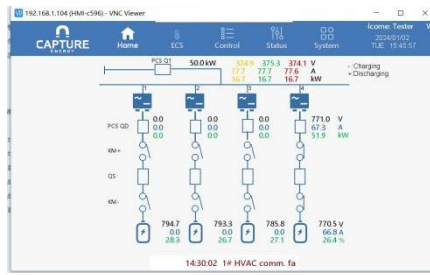 192.168.1.104 (HMI-c596) - VNC Viewer
CAPTURE
ENERGY
Home
ECS
Control
Status
System
Icome: Tester
2024/01/02
TUE 15:45:57
PCS Q1 50.0 kW 374.9 375.3 374.1 V
77.7 77.7 77.6 A
16.7 16.7 16.7 kW
- Charging
+ Discharging
1 2 3 4
PCS QD 0.0 0.0 0.0 771.0 V
0.0 0.0 0.0 67.3 A
0.0 0.0 0.0 51.9 kW
KM+
QS
KM-
794.7 793.3 785.8 770.5 V
0.0 0.0 0.0 66.8 A
28.3 26.7 27.1 26.4 %
14:30:02 1# HVAC comm. fa